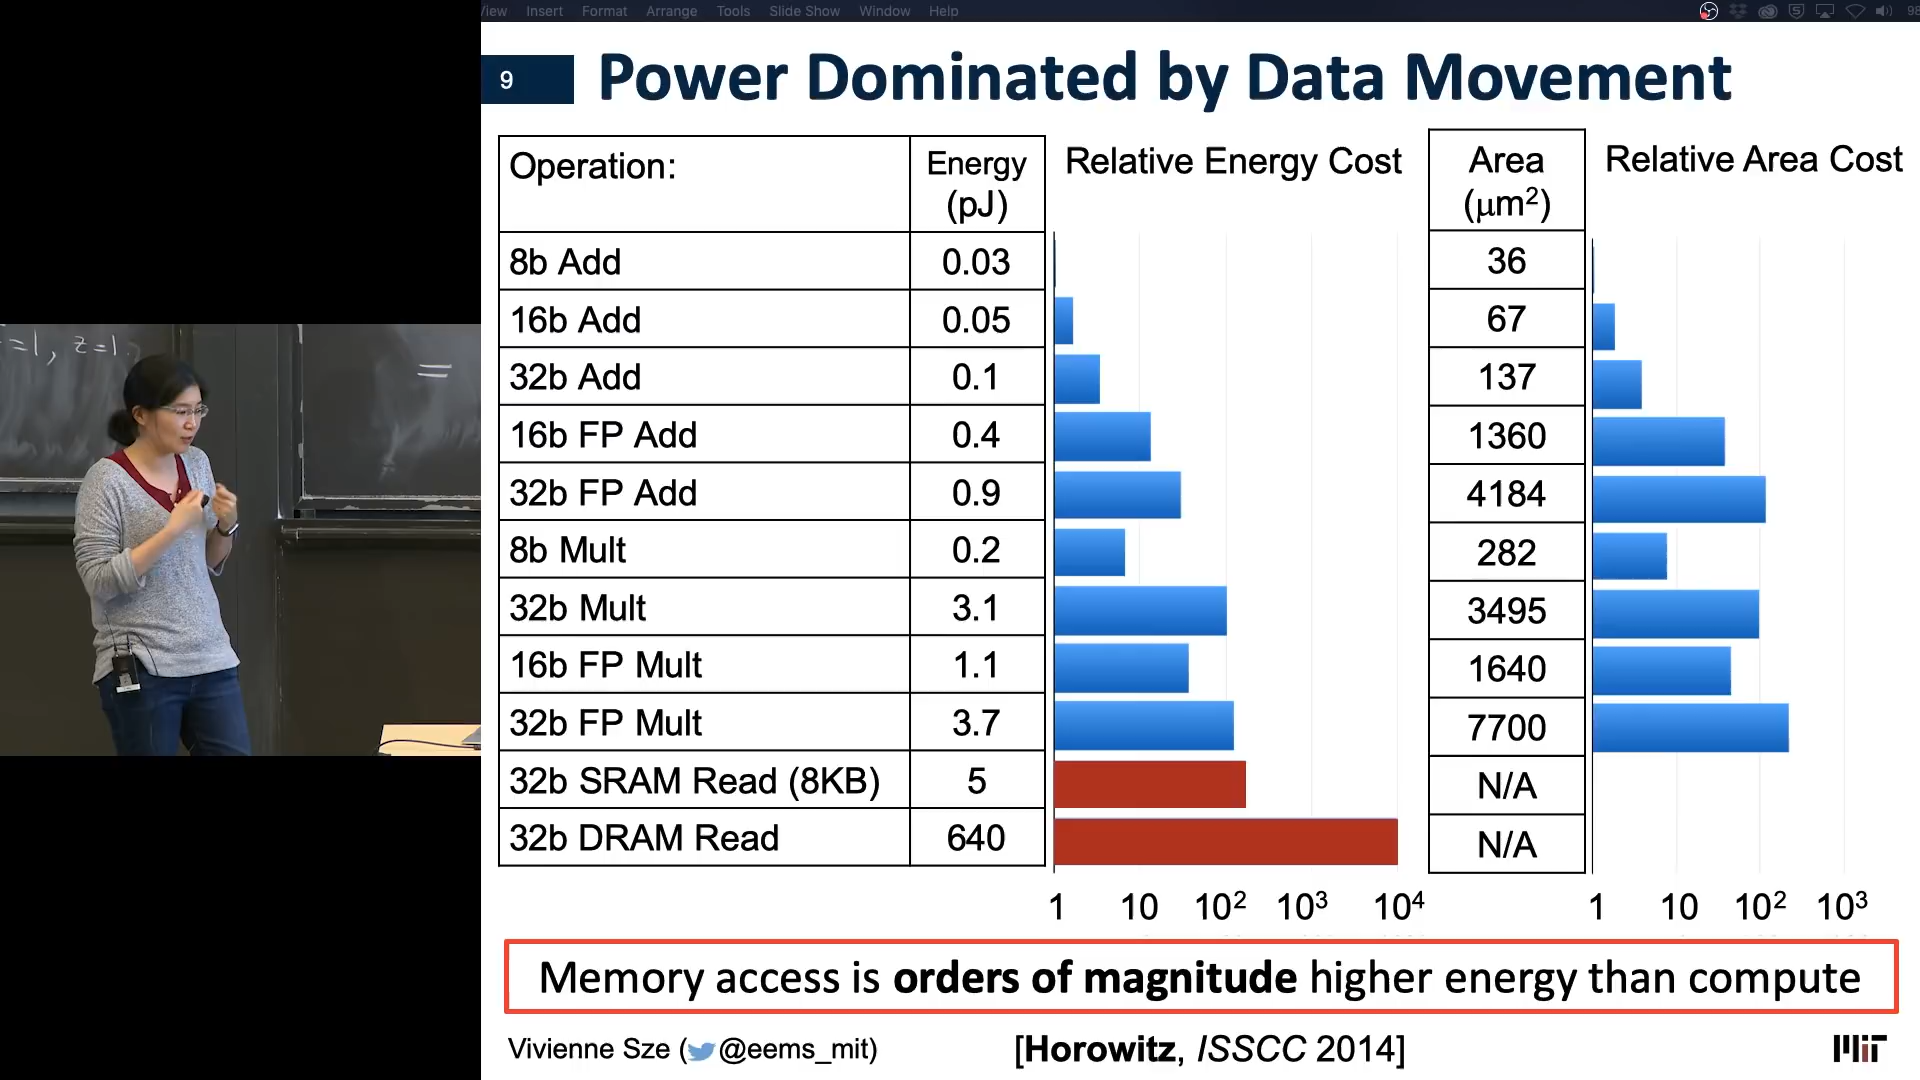 View Insert Format Arrange Tools Slide Show Window Help 98
9
Power Dominated by Data Movement
Operation: Energy (pJ) Relative Energy Cost Area (μm²) Relative Area Cost
8b Add 0.03 36
16b Add 0.05 67
32b Add 0.1 137
16b FP Add 0.4 1360
32b FP Add 0.9 4184
8b Mult 0.2 282
32b Mult 3.1 3495
16b FP Mult 1.1 1640
32b FP Mult 3.7 7700
32b SRAM Read (8KB) 5 N/A
32b DRAM Read 640 N/A
1 10 10² 10³ 10⁴ 1 10 10² 10³
Memory access is orders of magnitude higher energy than compute
Vivienne Sze (@eems_mit) [Horowitz, ISSCC 2014] MIT
=1, z=1
=